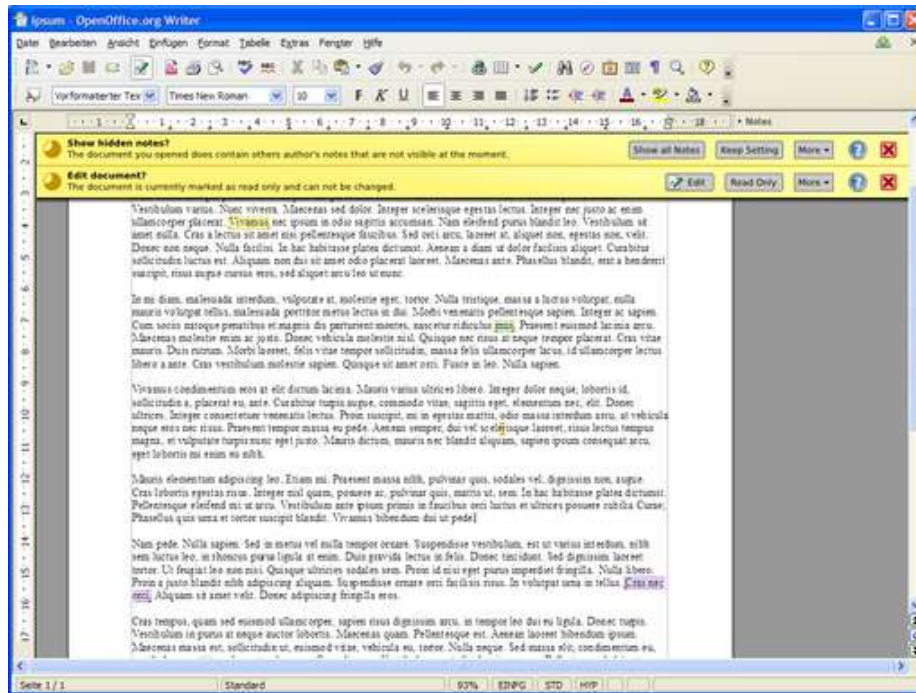 Ipsum - OpenOffice.org Writer
Datei Bearbeiten Ansicht Einfügen Format Tabelle Extras Fenster Hilfe
Vorformatierter Tex Times New Roman 10 F K U
1 1 2 3 4 5 6 7 8 9 10 11 12 13 14 15 16 18 Notes
Show hidden notes?
The document you opened does contain others author's notes that are not visible at the moment.
Show all Notes Keep Setting More
Edit document?
The document is currently marked as read only and can not be changed.
Edit Read Only More
Vestibulum varius. Nunc viverra. Maecenas sed dolor. Integer scelerisque egestas lectus. Integer nec justo ac enim
ullamcorper placerat. Vivamus nec ipsum in odio sagittis accumsan. Nam eleifend purus blandit leo. Vestibulum sit
amet nulla. Cras a lectus sit amet nisi pellentesque faucibus. Sed orci arcu, laoreet at, aliquet non, egestas non, velit.
Donec non neque. Nulla facilisi. In hac habitasse platea dictumst. Aenean a diam ut dolor facilisis aliquet. Curabitur
sollicitudin luctus est. Aliquam non dui sit amet odio placerat laoreet. Maecenas ante. Phasellus blandit, erat a hendrerit
suscipit, risus augue cursus eros, sed aliquet arcu leo ut nunc.
In mi diam, malesuada interdum, vulputate at, molestie eget, tortor. Nulla tristique, massa a luctus volutpat, nulla
mauris volutpat tellus, malesuada porttitor metus lectus in dui. Morbi venenatis pellentesque sapien. Integer ac sapien.
Cum sociis natoque penatibus et magnis dis parturient montes, nascetur ridiculus mus. Praesent euismod lacinia arcu.
Maecenas molestie enim ac justo. Donec vehicula molestie nisl. Quisque nec risus at neque tempor placerat. Cras vitae
mauris. Duis rutrum. Morbi laoreet, felis vitae tempor sollicitudin, massa felis ullamcorper lacus, id ullamcorper lectus
libero a ante. Cras vestibulum molestie sapien. Quisque sit amet orci. Fusce in leo. Nulla sapien.
Vivamus condimentum eros at elit dictum lacinia. Mauris varius ultrices libero. Integer dolor neque, lobortis id,
sollicitudin a, placerat eu, ante. Curabitur turpis augue, commodo vitae, sagittis eget, elementum nec, elit. Donec
ultrices. Integer consectetuer venenatis lectus. Proin suscipit, mi in egestas mattis, odio massa interdum arcu, at vehicula
neque eros nec risus. Praesent tempor massa eu pede. Aenean semper, dui vel scelerisque laoreet, risus lectus tempus
magna, et vulputate turpis nunc eget justo. Mauris dictum, mauris nec blandit aliquam, sapien ipsum consequat arcu,
eget lobortis mi enim eu nibh.
Mauris elementum adipiscing leo. Etiam mi. Praesent massa nibh, pulvinar quis, sodales vel, dignissim non, augue.
Cras lobortis egestas risus. Integer nisl quam, posuere ac, pulvinar quis, mattis ut, sem. In hac habitasse platea dictumst.
Pellentesque eleifend mi ut arcu. Vestibulum ante ipsum primis in faucibus orci luctus et ultrices posuere cubilia Curae;
Phasellus quis urna et tortor suscipit blandit. Vivamus bibendum dui ut pede
Nam pede. Nulla sapien. Sed in metus vel nulla tempor ornare. Suspendisse vestibulum, est ut varius interdum, nibh
sem luctus leo, in rhoncus purus ligula at enim. Duis gravida lectus in felis. Donec tincidunt. Sed dignissim laoreet
tortor. Ut feugiat leo non nisi. Quisque ultricies sodales sem. Proin id nisi eget purus imperdiet fringilla. Nulla libero.
Proin a justo blandit nibh adipiscing aliquam. Suspendisse ornare orci facilisis risus. In volutpat urna in tellus. Cras nec
orci. Aliquam sit amet velit. Donec adipiscing fringilla eros.
Cras tempus, quam sed euismod ullamcorper, sapien risus dignissim arcu, in tempor leo dui eu ligula. Donec turpis.
Vestibulum in purus at neque auctor lobortis. Maecenas quam. Pellentesque est. Aenean laoreet bibendum ipsum.
Maecenas massa est, sollicitudin ut, euismod vitae, vehicula eu, tortor. Nulla neque. Sed massa elit, condimentum eu,
Seite 1 / 1 Standard 93% EINFG STD HYP